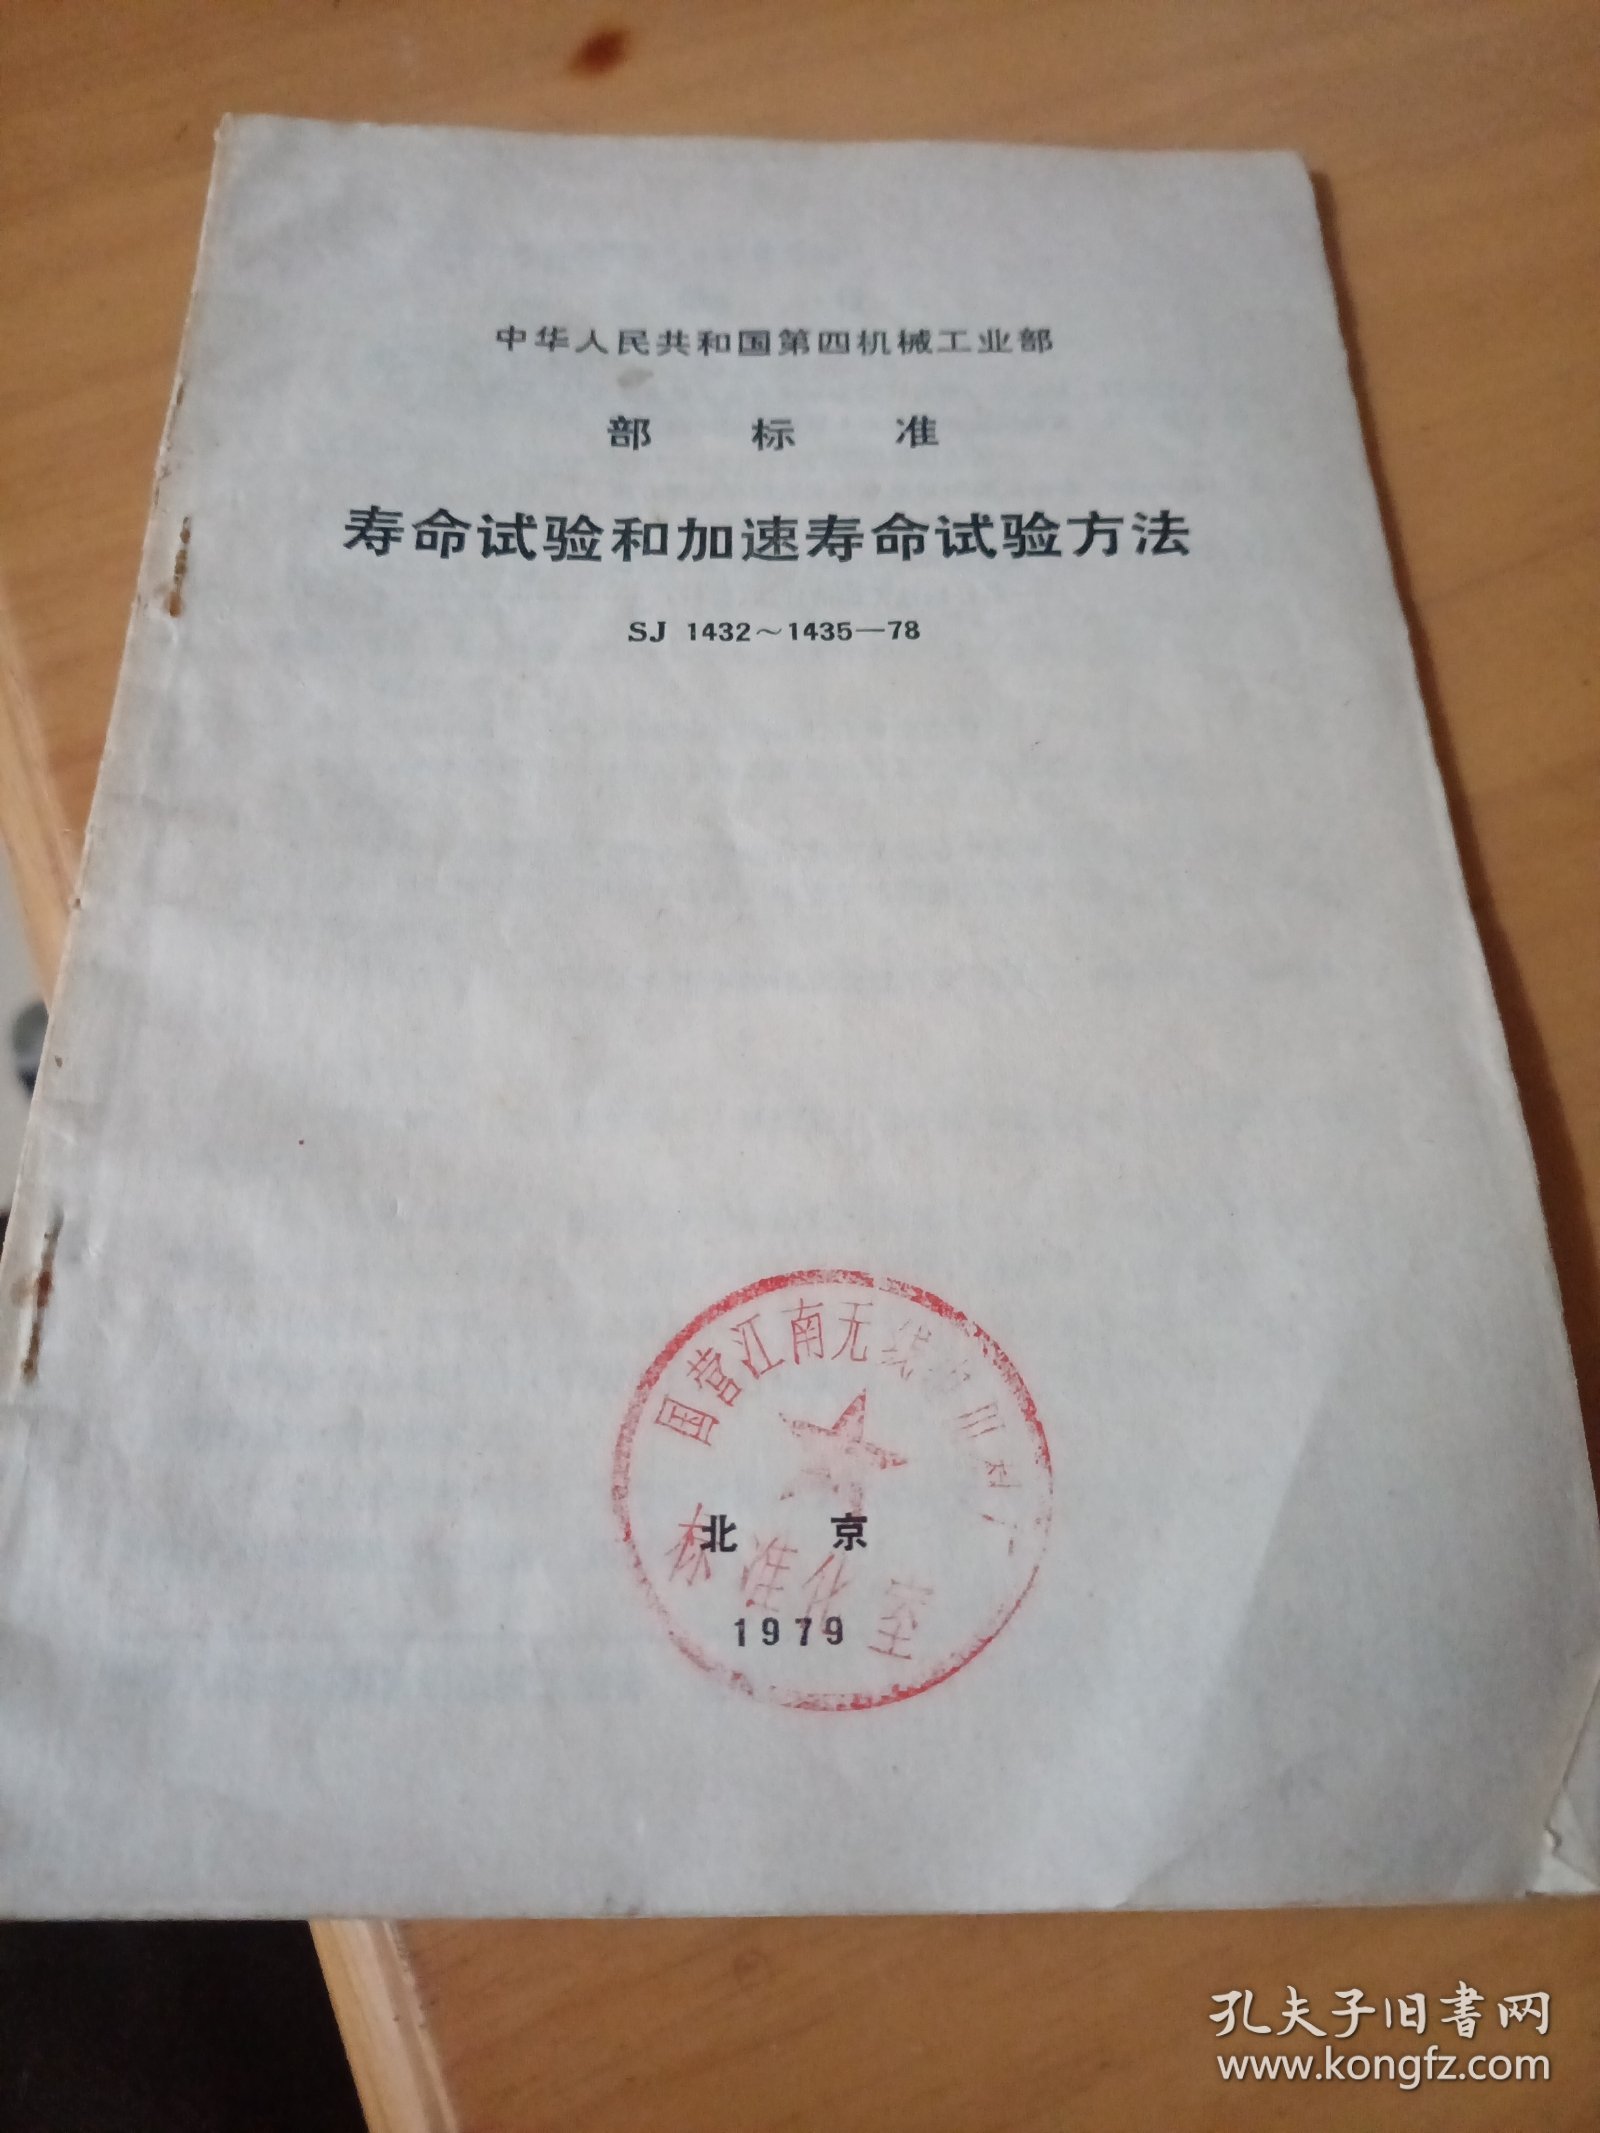 中华人民共和国第四机械工业部
部 标 准
寿命试验和加速寿命试验方法
SJ 1432～1435—78
国营江南无线
北 京
标准化室
1979
孔夫子旧书网
www.kongfz.com